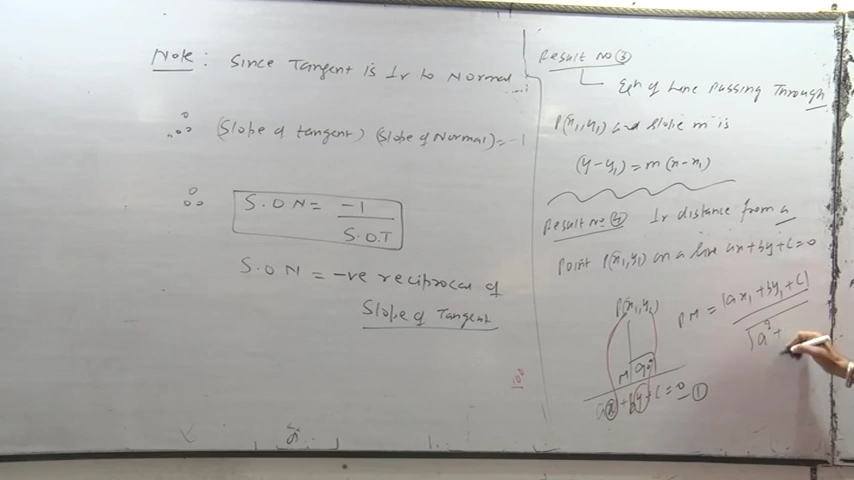 Note: Since Tangent is ⊥r to Normal
∴ (Slope of tangent) (Slope of Normal) = -1
∴ S.O.N = -1 / S.O.T
S.O.N = -ve reciprocal of
Slope of Tangent
Result No ③
Eqn of Line Passing Through
P(x₁,y₁) and slope m is
(y-y₁) = m(x-x₁)
Result No ④ ⊥r distance from a
Point P(x₁,y₁) on a line ax+by+c=0
P(x₁,y₁)
PM = |ax₁+by₁+c|
√a²+
M 90°
ax+by+c=0 ①